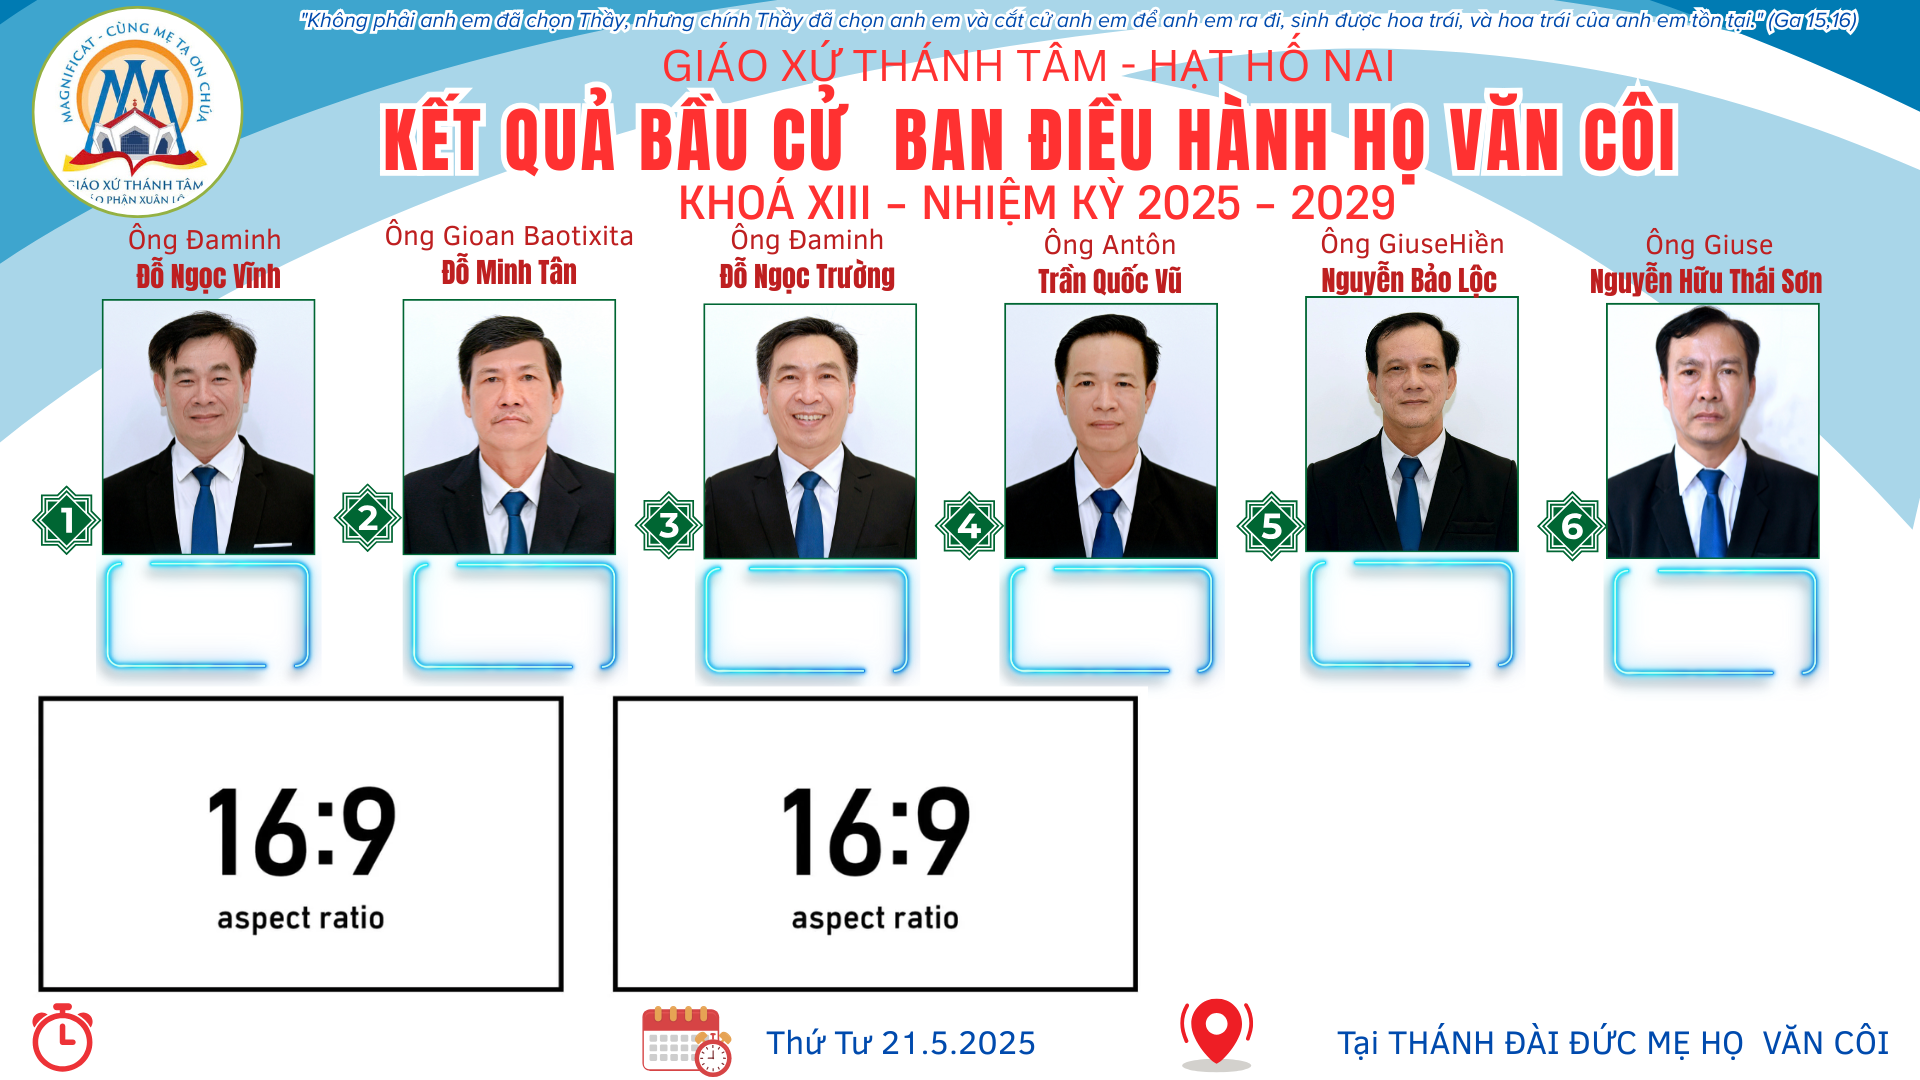 "Không phải anh em đã chọn Thầy, nhưng chính Thầy đã chọn anh em và cắt cử anh em để anh em ra đi, sinh được hoa trái, và hoa trái của anh em tồn tại." (Ga 15,16)
MAGNIFICAT - CÙNG MẸ TẠ ƠN CHÚA
GIÁO XỨ THÁNH TÂM - HẠT HỐ NAI
KẾT QUẢ BẦU CỬ BAN ĐIỀU HÀNH HỌ VĂN CÔI
KHOÁ XIII – NHIỆM KỲ 2025 – 2029
GIÁO XỨ THÁNH TÂM
ÁO PHẬN XUÂN LỘ
Ông Đaminh
Đỗ Ngọc Vĩnh
Ông Gioan Baotixita
Đỗ Minh Tân
Ông Đaminh
Đỗ Ngọc Trường
Ông Antôn
Trần Quốc Vũ
Ông GiuseHiền
Nguyễn Bảo Lộc
Ông Giuse
Nguyễn Hữu Thái Sơn
1
2
3
4
5
6
16:9
aspect ratio
16:9
aspect ratio
Thứ Tư 21.5.2025
Tại THÁNH ĐÀI ĐỨC MẸ HỌ VĂN CÔI